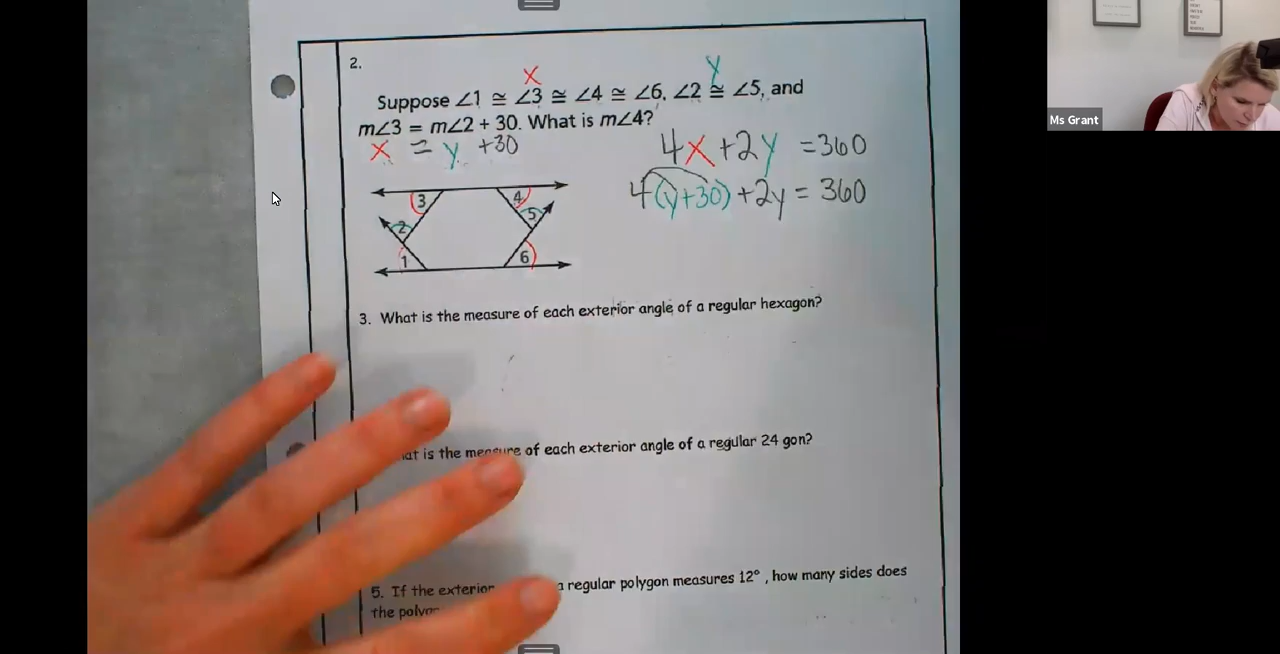 2.
x y
Suppose ∠1 ≅ ∠3 ≅ ∠4 ≅ ∠6, ∠2 ≅ ∠5, and
m∠3 = m∠2 + 30. What is m∠4?
x = y +30
4x +2y =360
4(y+30) +2y = 360
3 4
2 5
1 6
3. What is the measure of each exterior angle of a regular hexagon?
is the measure of each exterior angle of a regular 24 gon?
5. If the exterior a regular polygon measures 12°, how many sides does
the
Ms Grant